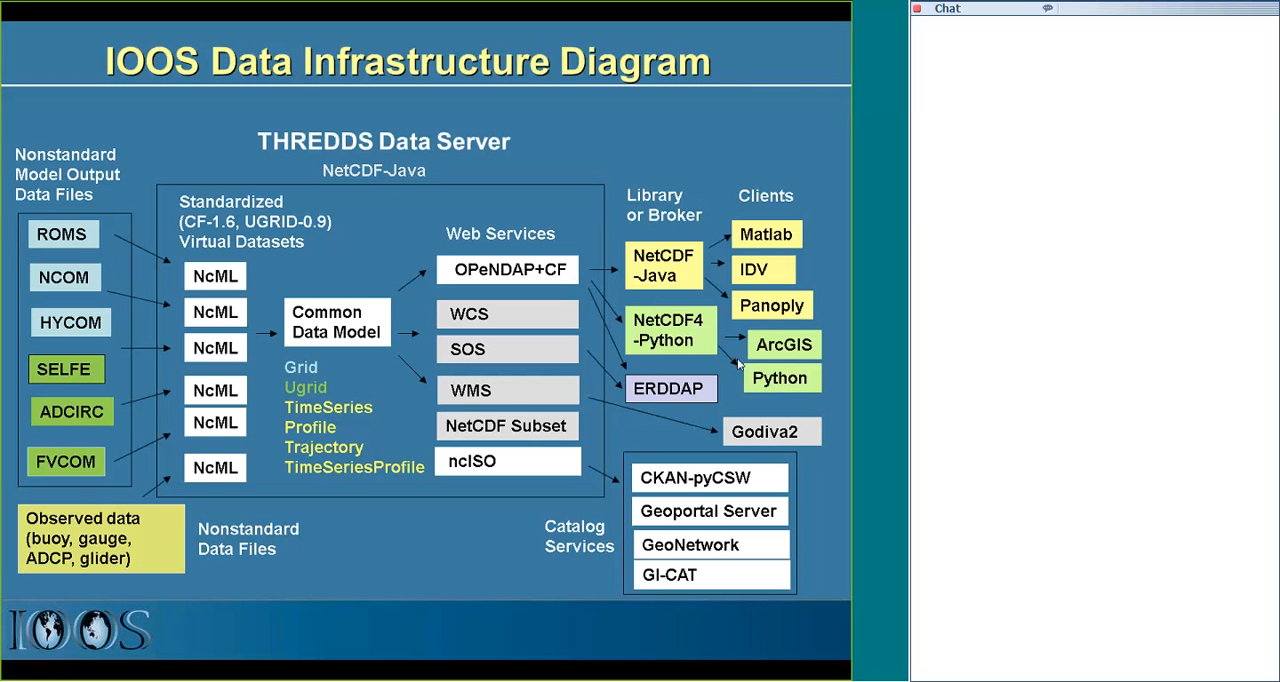 Chat
IOOS Data Infrastructure Diagram
THREDDS Data Server
NetCDF-Java
Nonstandard
Model Output
Data Files
ROMS
NCOM
HYCOM
SELFE
ADCIRC
FVCOM
Observed data
(buoy, gauge,
ADCP, glider)
Standardized
(CF-1.6, UGRID-0.9)
Virtual Datasets
NcML
NcML
NcML
NcML
NcML
NcML
Nonstandard
Data Files
Common
Data Model
Grid
Ugrid
TimeSeries
Profile
Trajectory
TimeSeriesProfile
Web Services
OPeNDAP+CF
WCS
SOS
WMS
NetCDF Subset
ncISO
Library
or Broker
NetCDF
-Java
NetCDF4
-Python
ERDDAP
Clients
Matlab
IDV
Panoply
ArcGIS
Python
Godiva2
Catalog
Services
CKAN-pyCSW
Geoportal Server
GeoNetwork
GI-CAT
IOOS